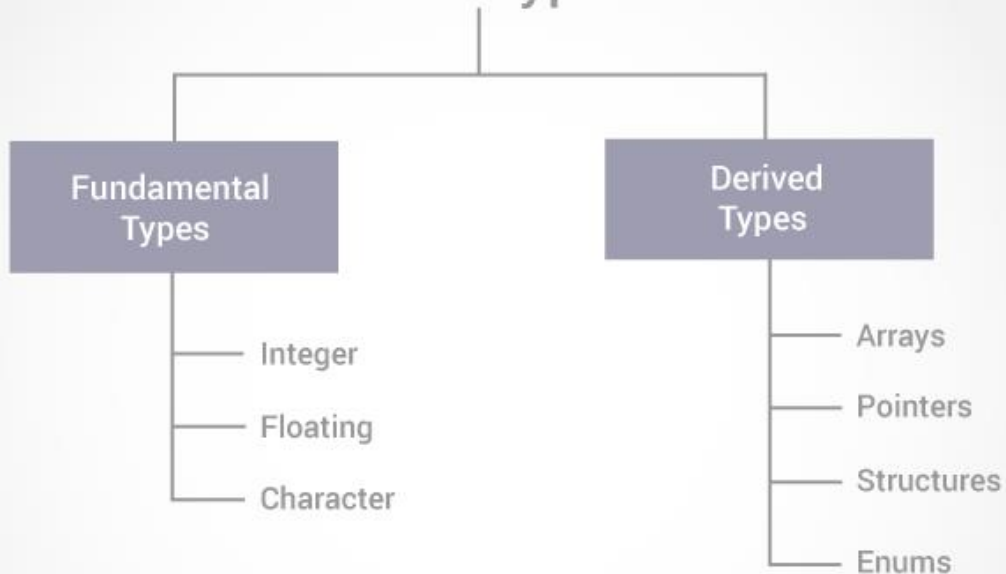 Fundamental
Types
Integer
Floating
Character
Derived
Types
Arrays
Pointers
Structures
Enums